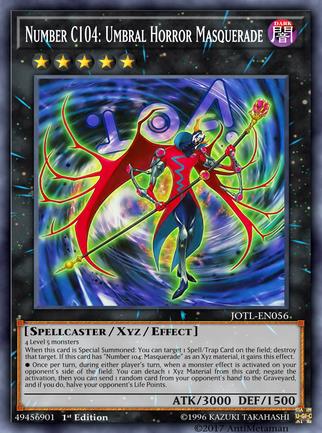 NUMBER C104: UMBRAL HORROR MASQUERADE
DARK
闇
104
JOTL-EN056
[SPELLCASTER / XYZ / EFFECT]
4 Level 5 monsters
When this card is Special Summoned: You can target 1 Spell/Trap Card on the field; destroy
that target. If this card has "Number 104: Masquerade" as an Xyz material, it gains this effect.
● Once per turn, during either player's turn, when a monster effect is activated on your
opponent's side of the field: You can detach 1 Xyz Material from this card; negate the
activation, then you can send 1 random card from your opponent's hand to the Graveyard,
and if you do, halve your opponent's Life Points.
ATK/3000 DEF/1500
49456901 1st Edition ©1996 KAZUKI TAKAHASHI
©2017 AntiMetaman